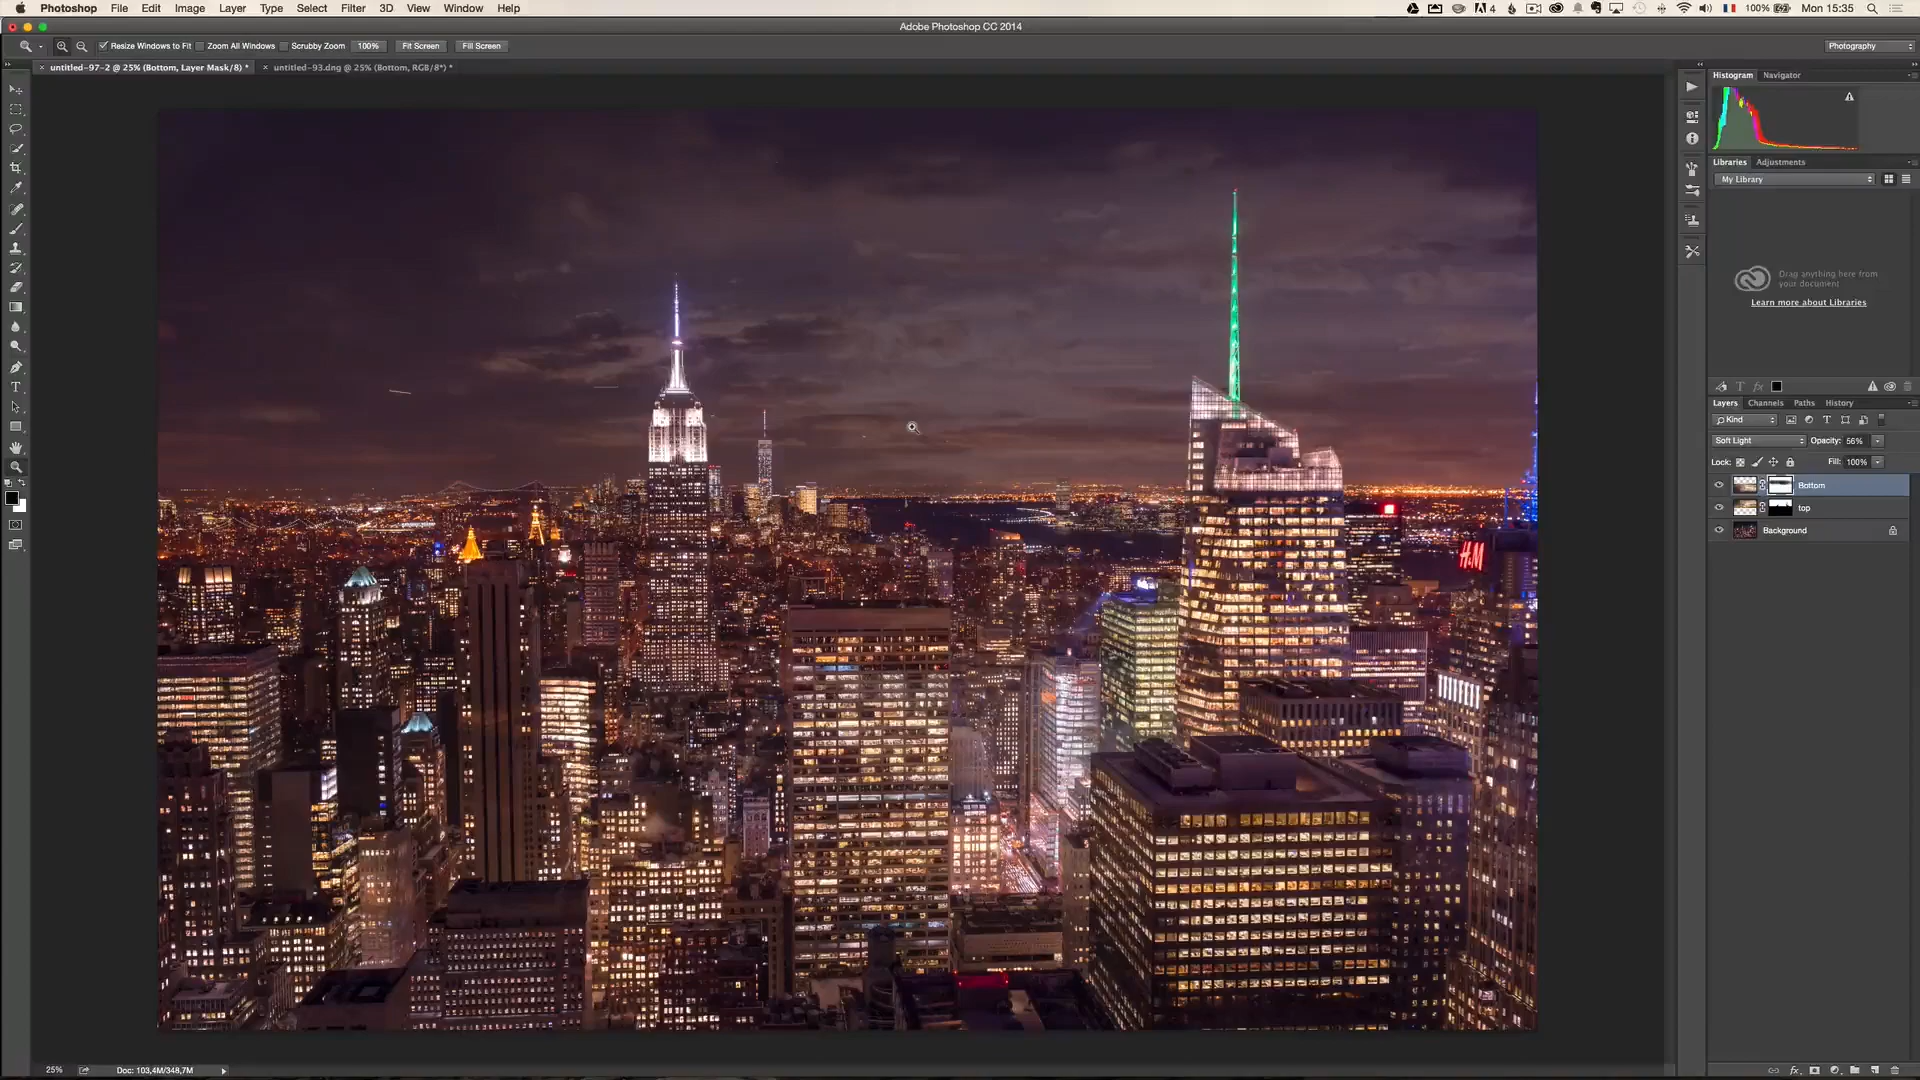 Photoshop File Edit Image Layer Type Select Filter 3D View Window Help
4 100% Mon 15:35
Adobe Photoshop CC 2014
Resize Windows to Fit Zoom All Windows Scrubby Zoom 100% Fit Screen Fill Screen Photography
untitled-97-2 @ 25% (Bottom, Layer Mask/8) * untitled-93.dng @ 25% (Bottom, RGB/8*) *
Histogram Navigator
Libraries Adjustments
My Library
Drag anything here from
your document
Learn more about Libraries
Layers Channels Paths History
Kind
Soft Light Opacity: 56%
Lock: Fill: 100%
Bottom
top
Background
H&M
25% Doc: 103,4M/348,7M